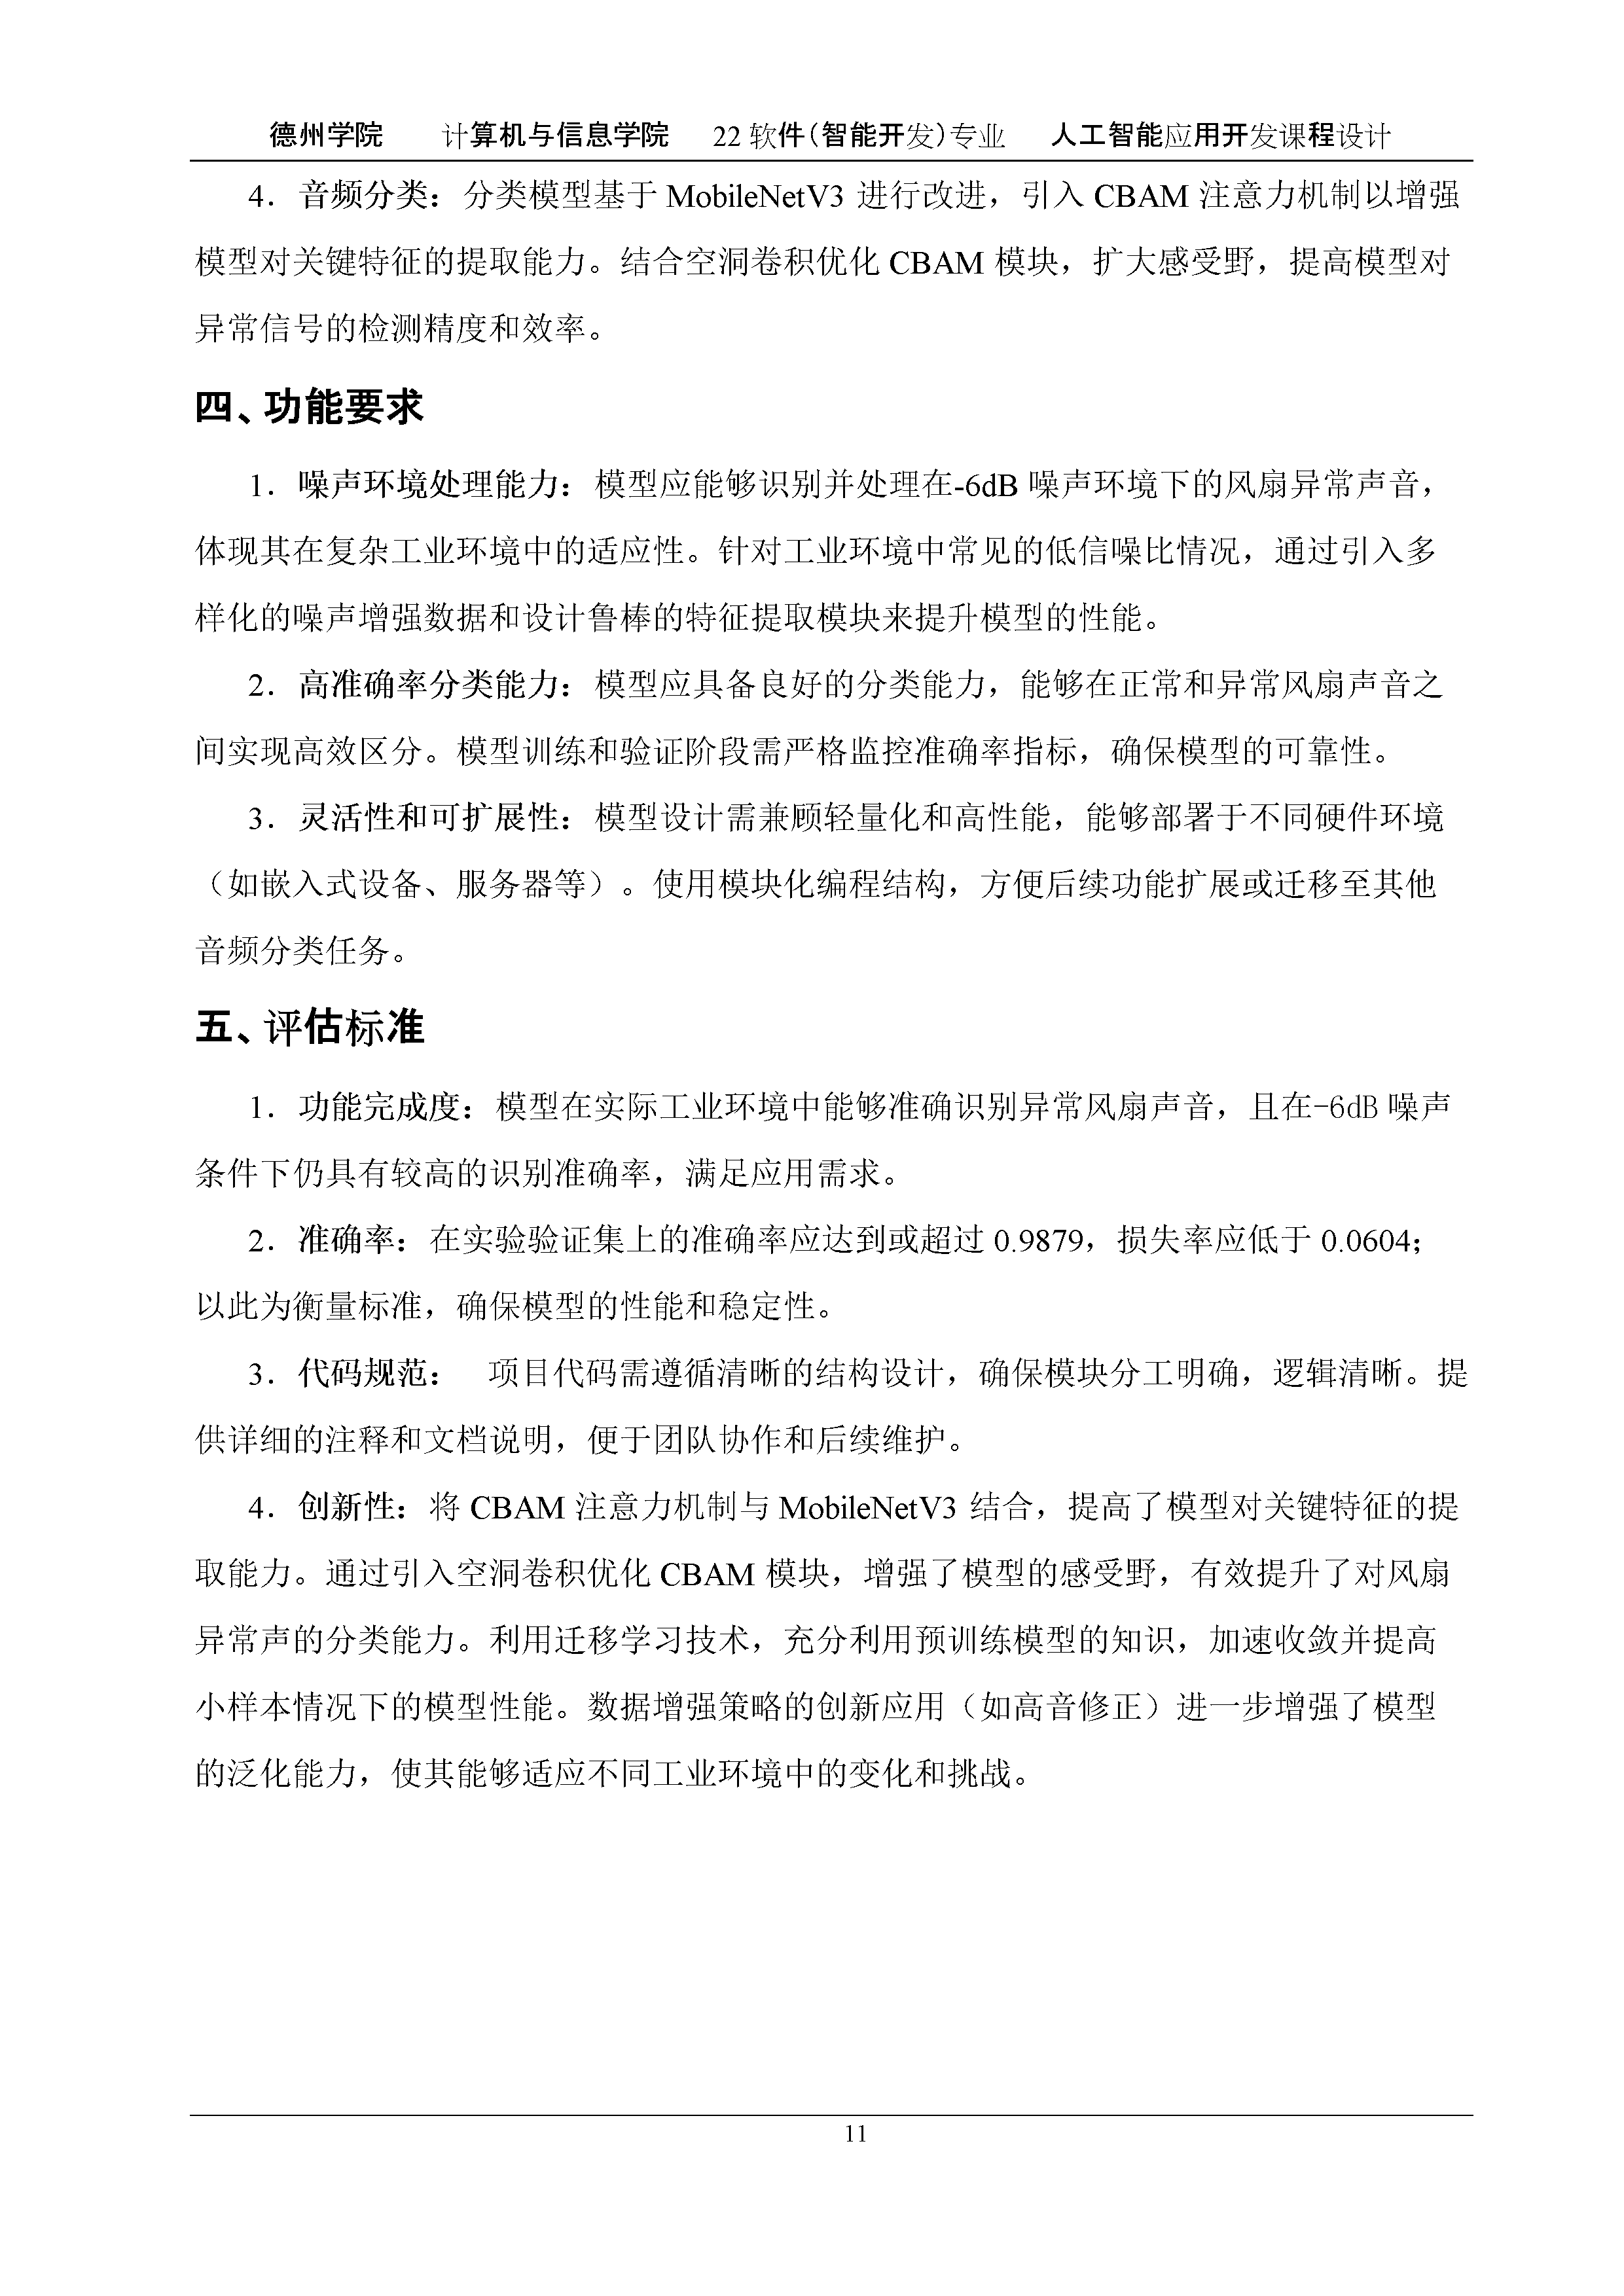 德州学院 计算机与信息学院 22 软件(智能开发)专业 人工智能应用开发课程设计
4．音频分类：分类模型基于 MobileNetV3 进行改进，引入 CBAM 注意力机制以增强
模型对关键特征的提取能力。结合空洞卷积优化 CBAM 模块，扩大感受野，提高模型对
异常信号的检测精度和效率。
四、功能要求
1．噪声环境处理能力：模型应能够识别并处理在-6dB 噪声环境下的风扇异常声音，
体现其在复杂工业环境中的适应性。针对工业环境中常见的低信噪比情况，通过引入多
样化的噪声增强数据和设计鲁棒的特征提取模块来提升模型的性能。
2．高准确率分类能力：模型应具备良好的分类能力，能够在正常和异常风扇声音之
间实现高效区分。模型训练和验证阶段需严格监控准确率指标，确保模型的可靠性。
3．灵活性和可扩展性：模型设计需兼顾轻量化和高性能，能够部署于不同硬件环境
（如嵌入式设备、服务器等）。使用模块化编程结构，方便后续功能扩展或迁移至其他
音频分类任务。
五、评估标准
1．功能完成度：模型在实际工业环境中能够准确识别异常风扇声音，且在-6dB 噪声
条件下仍具有较高的识别准确率，满足应用需求。
2．准确率：在实验验证集上的准确率应达到或超过 0.9879，损失率应低于 0.0604；
以此为衡量标准，确保模型的性能和稳定性。
3．代码规范： 项目代码需遵循清晰的结构设计，确保模块分工明确，逻辑清晰。提
供详细的注释和文档说明，便于团队协作和后续维护。
4．创新性：将 CBAM 注意力机制与 MobileNetV3 结合，提高了模型对关键特征的提
取能力。通过引入空洞卷积优化 CBAM 模块，增强了模型的感受野，有效提升了对风扇
异常声的分类能力。利用迁移学习技术，充分利用预训练模型的知识，加速收敛并提高
小样本情况下的模型性能。数据增强策略的创新应用（如高音修正）进一步增强了模型
的泛化能力，使其能够适应不同工业环境中的变化和挑战。
11